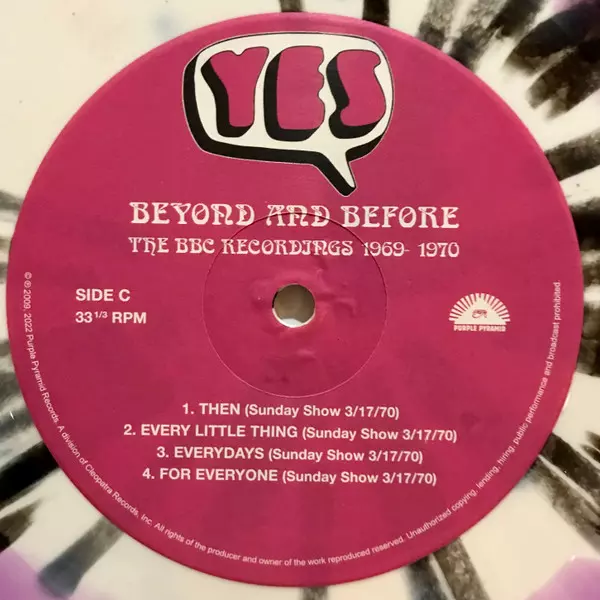 YES
BEYOND AND BEFORE
THE BBC RECORDINGS 1969- 1970
SIDE C
33 1/3 RPM
PURPLE PYRAMID
1. THEN (Sunday Show 3/17/70)
2. EVERY LITTLE THING (Sunday Show 3/17/70)
3. EVERYDAYS (Sunday Show 3/17/70)
4. FOR EVERYONE (Sunday Show 3/17/70)
© ℗ 2009, 2022 Purple Pyramid Records. A division of Cleopatra Records, Inc. All rights of the producer and owner of the work reproduced reserved. Unauthorized copying, lending, hiring, public performance and broadcast prohibited.